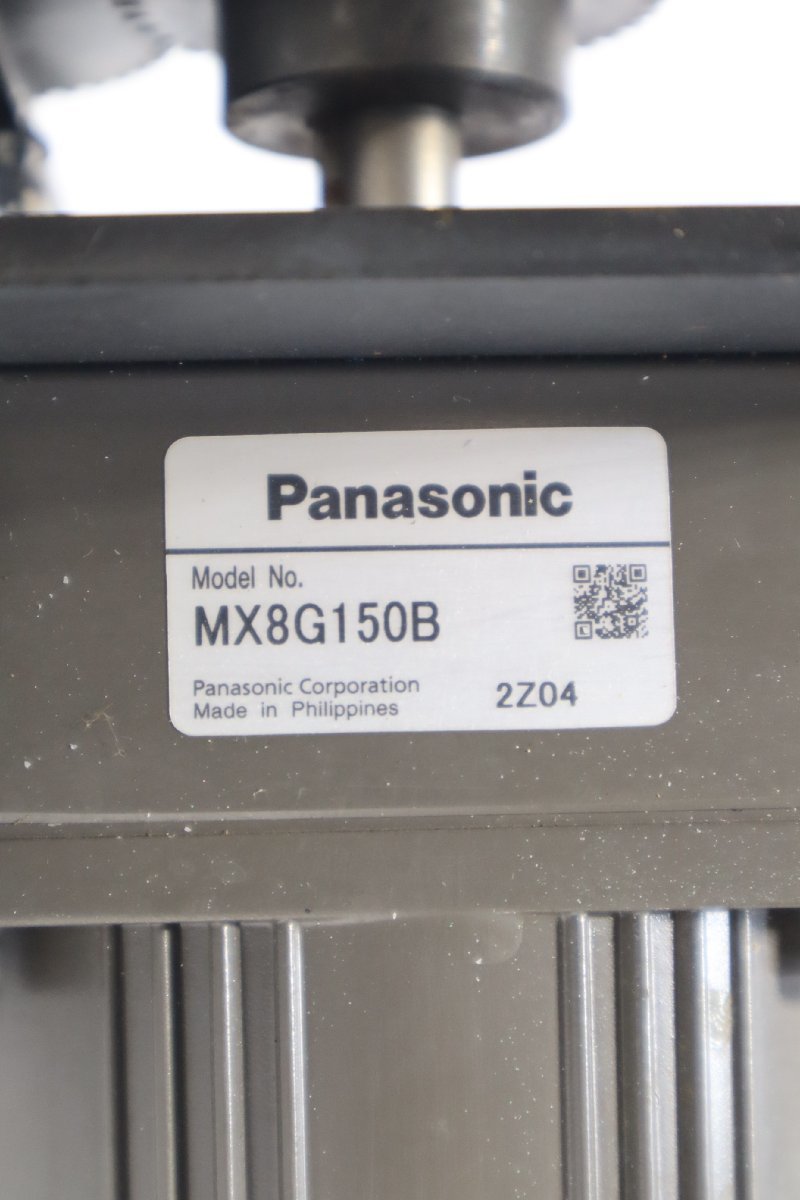 Panasonic
Model No.
MX8G150B
Panasonic Corporation
Made in Philippines
2Z04